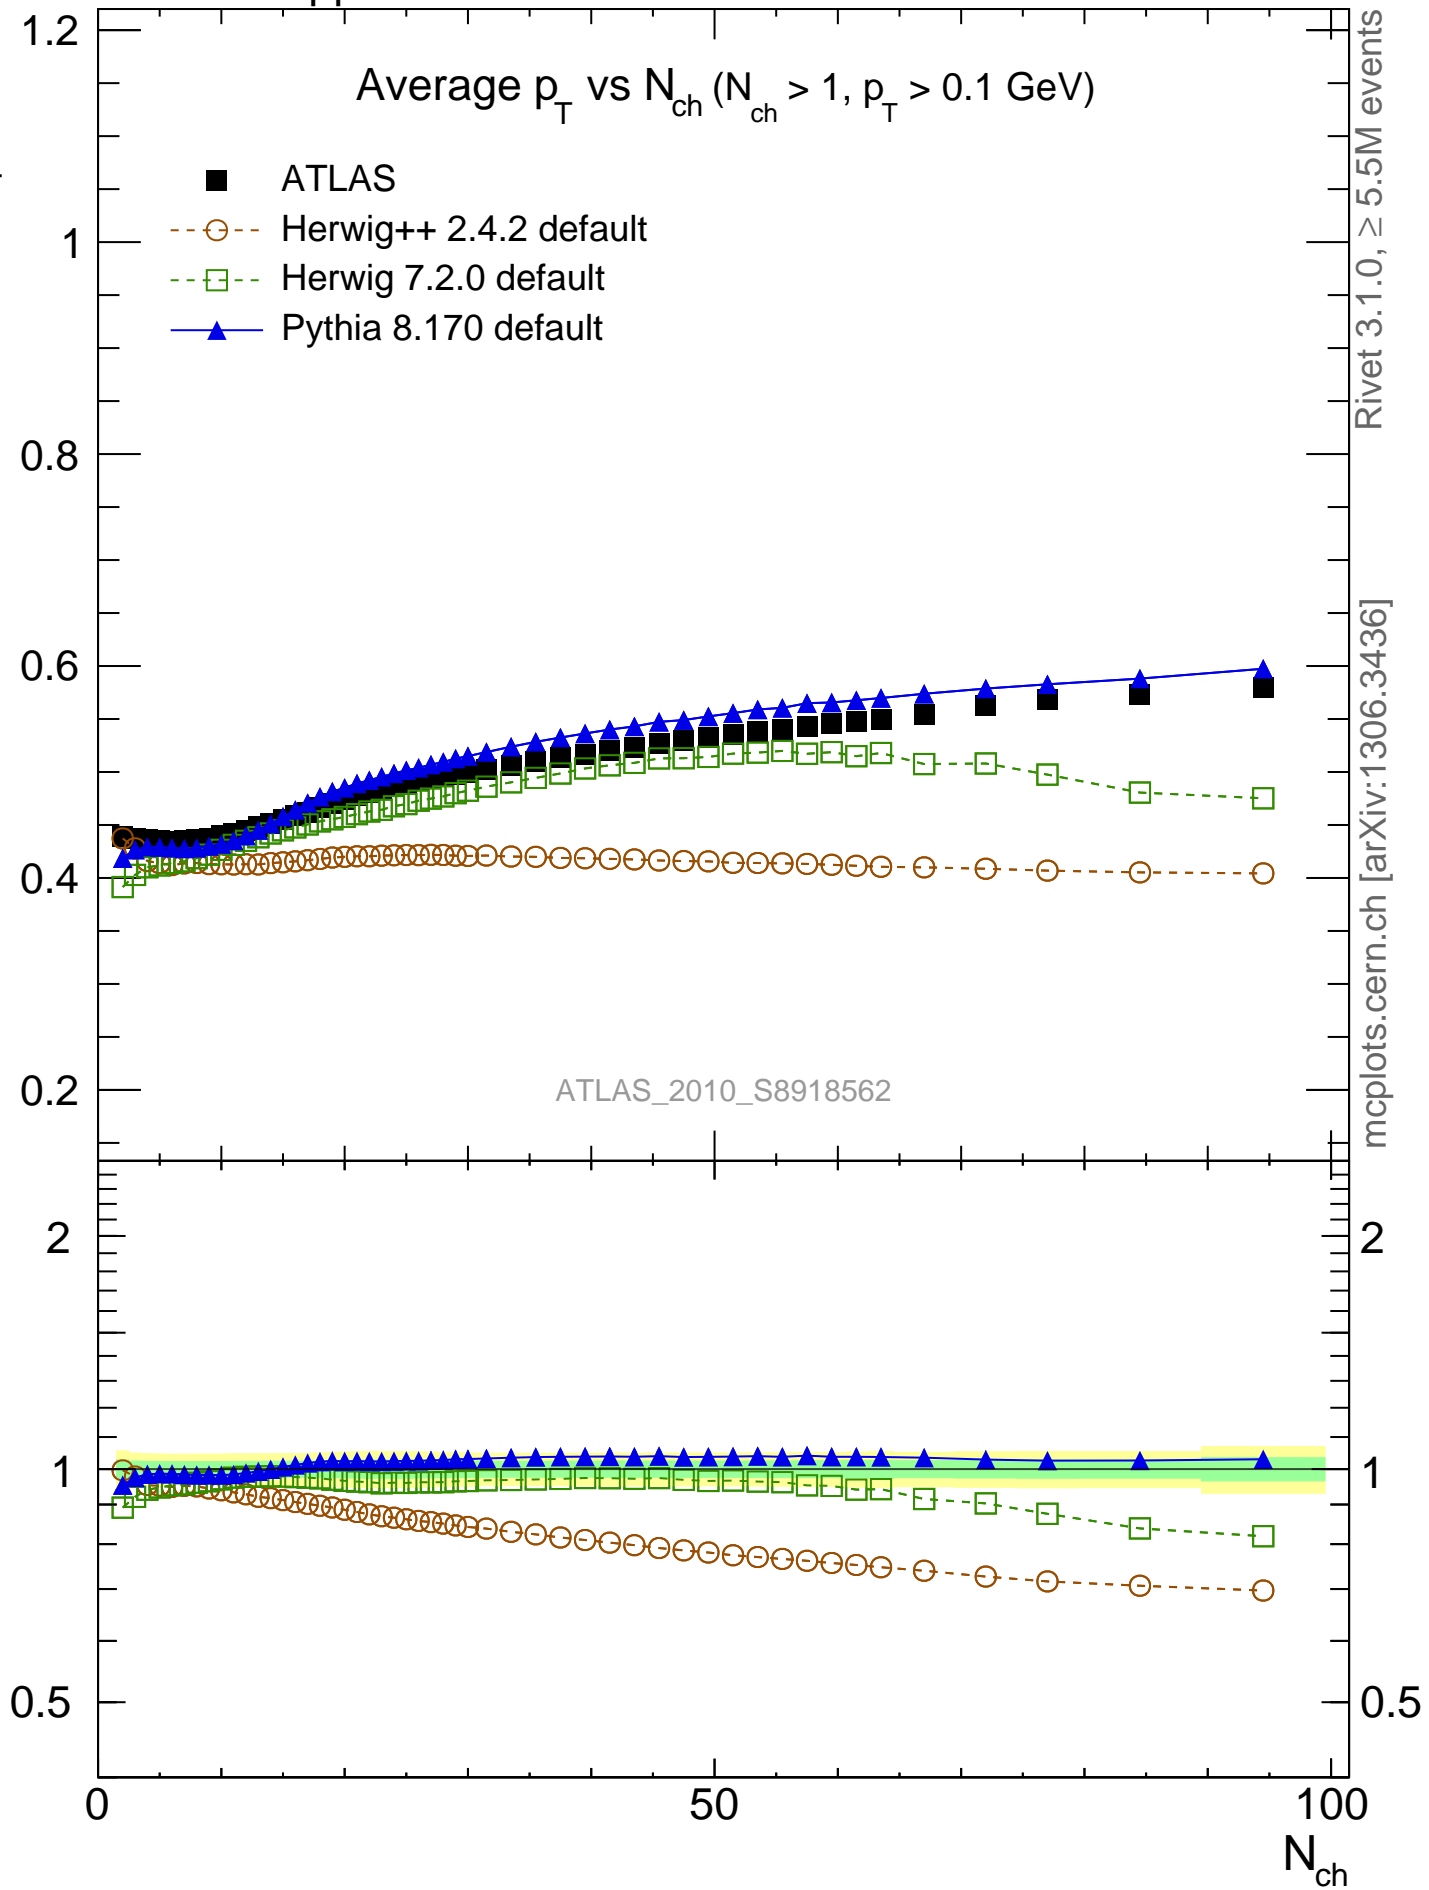 1.2
1
0.8
0.6
0.4
0.2
Average p_T vs N_ch (N_ch > 1, p_T > 0.1 GeV)
ATLAS
Herwig++ 2.4.2 default
Herwig 7.2.0 default
Pythia 8.170 default
ATLAS_2010_S8918562
Rivet 3.1.0, ≥ 5.5M events
mcplots.cern.ch [arXiv:1306.3436]
2 2
1 1
0.5 0.5
0 50 100
N_ch